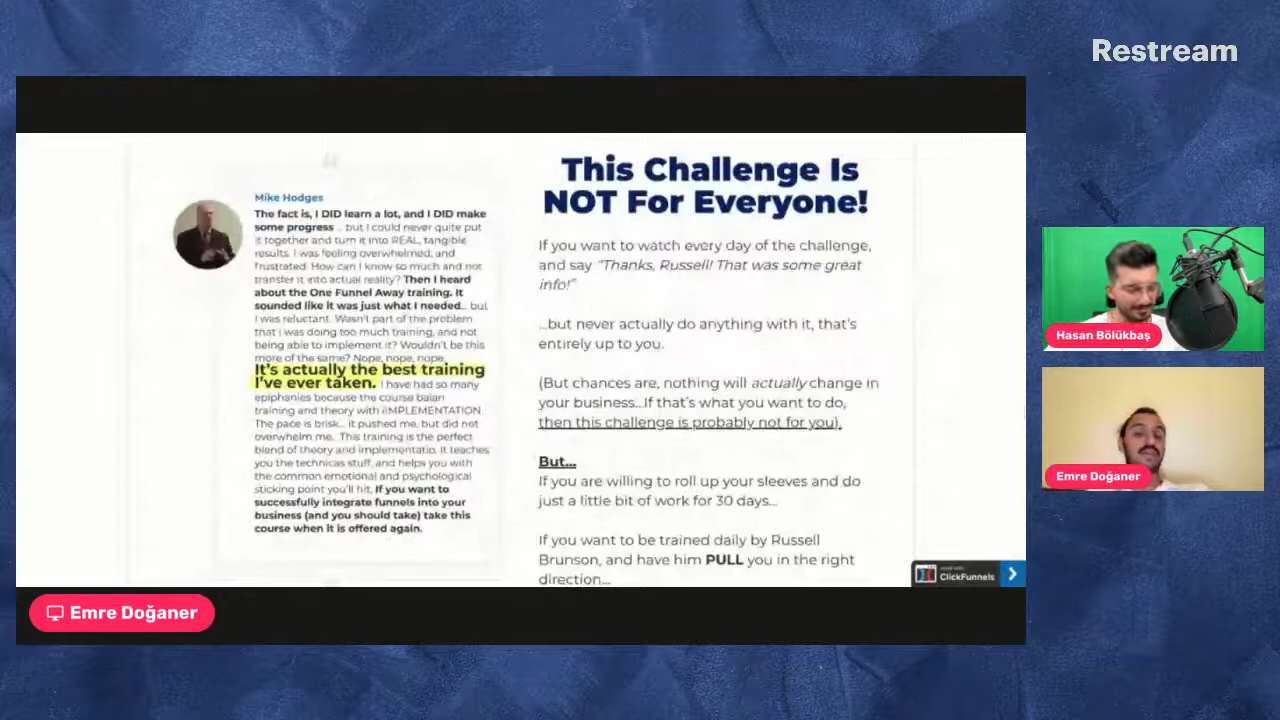 Restream
Mike Hodges
The fact is, I DID learn a lot, and I DID make
some progress ... but I could never quite put
it together and turn it into REAL, tangible
results. I was feeling overwhelmed, and
frustrated. How can I know so much and not
transfer it into actual reality? Then I heard
about the One Funnel Away training. It
sounded like it was just what I needed... but
I was reluctant. Wasn't part of the problem
that I was doing too much training, and not
being able to implement it? Wouldn't be this
more of the same? Nope, nope, nope.
It's actually the best training
I've ever taken. I have had so many
epiphanies because the course balan
training and theory with iIMPLEMENTATION.
The pace is brisk... it pushed me, but did not
overwhelm me. This training is the perfect
blend of theory and implementatio. It teaches
you the technicas stuff, and helps you with
the common emotional and psychological
sticking point you'll hit. If you want to
successfully integrate funnels into your
business (and you should take) take this
course when it is offered again.
This Challenge Is
NOT For Everyone!
If you want to watch every day of the challenge,
and say "Thanks, Russell! That was some great
info!"
...but never actually do anything with it, that's
entirely up to you.
(But chances are, nothing will actually change in
your business...If that's what you want to do,
then this challenge is probably not for you).
But...
If you are willing to roll up your sleeves and do
just a little bit of work for 30 days...
If you want to be trained daily by Russell
Brunson, and have him PULL you in the right
direction...
ClickFunnels
Hasan Bölükbaş
Emre Doğaner
Emre Doğaner